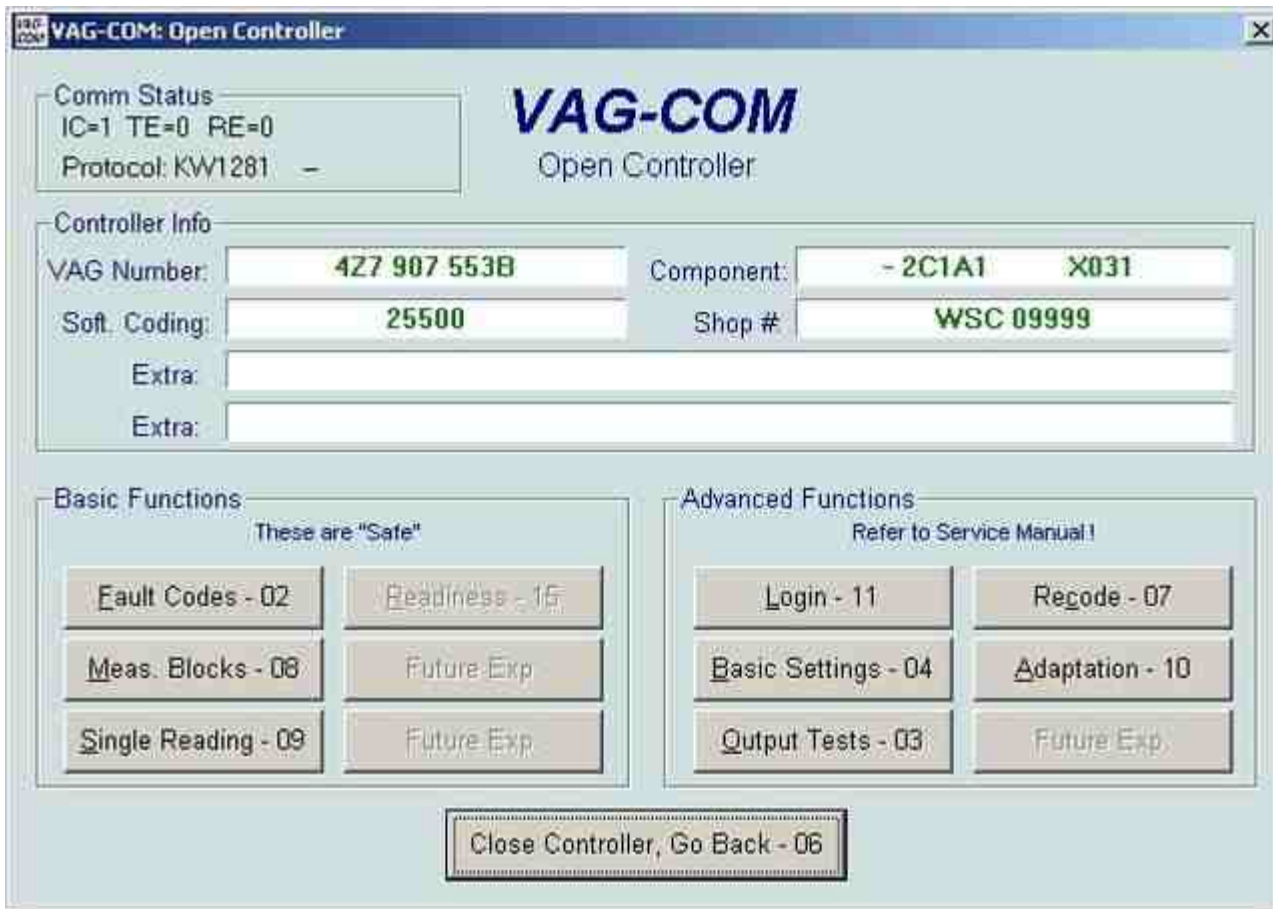 VAG-COM: Open Controller
Comm Status
IC=1 TE=0 RE=0
Protocol: KW1281 –
VAG-COM
Open Controller
Controller Info
VAG Number: 4Z7 907 553B Component: - 2C1A1 X031
Soft. Coding: 25500 Shop # WSC 09999
Extra:
Extra:
Basic Functions
These are "Safe"
Fault Codes - 02 Readiness - 15
Meas. Blocks - 08 Future Exp
Single Reading - 09 Future Exp
Advanced Functions
Refer to Service Manual !
Login - 11 Recode - 07
Basic Settings - 04 Adaptation - 10
Output Tests - 03 Future Exp
Close Controller, Go Back - 06